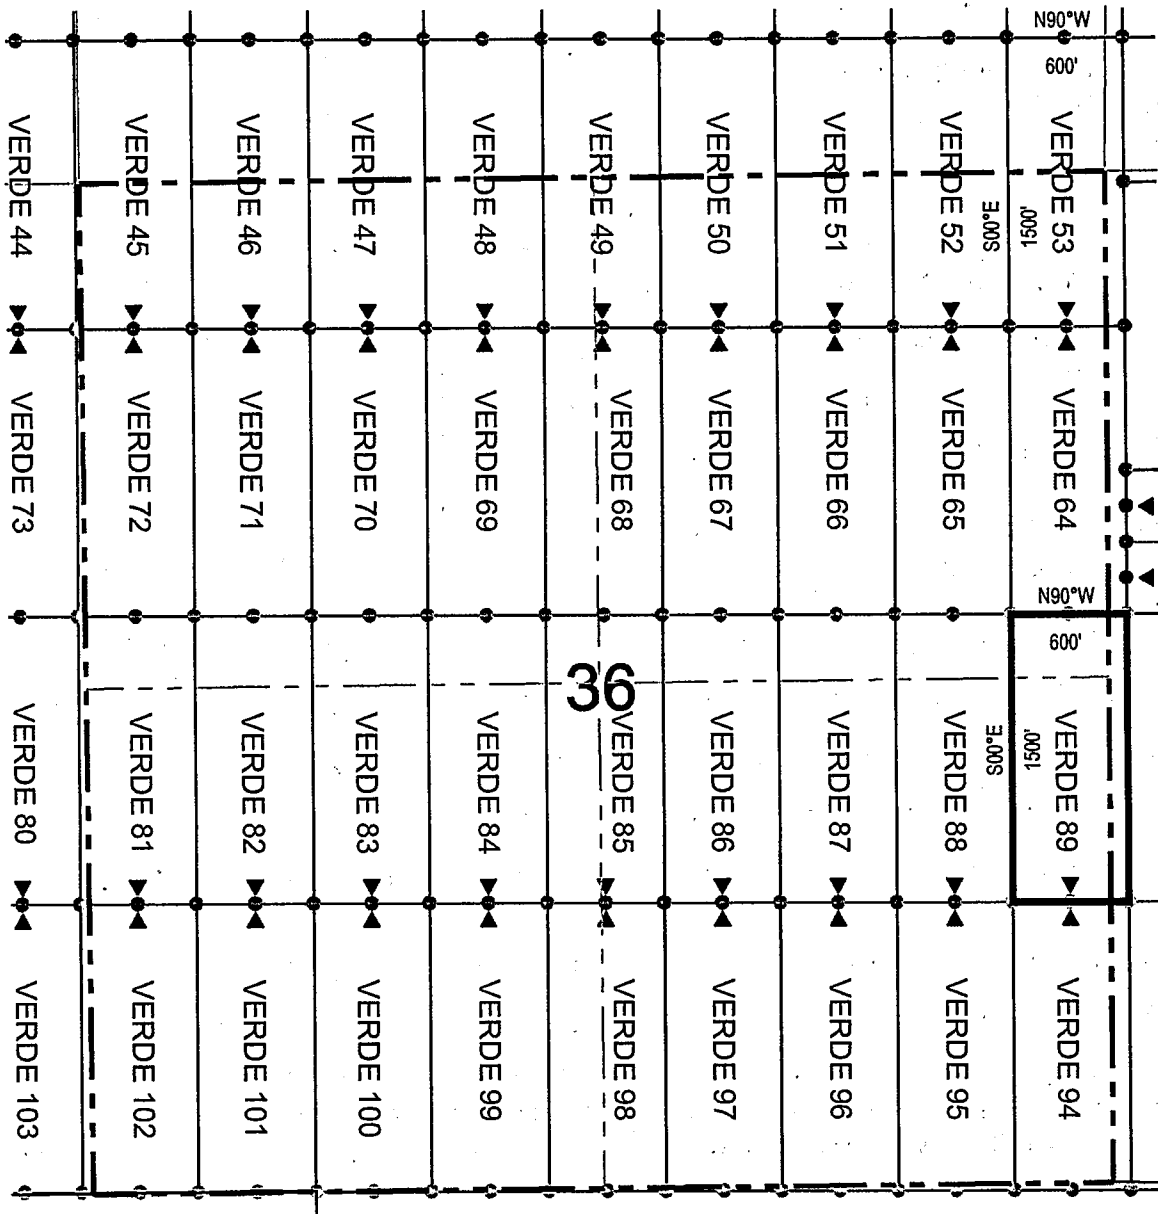 N90°W
600'
VERDE 44
VERDE 45
VERDE 46
VERDE 47
VERDE 48
VERDE 49
VERDE 50
VERDE 51
VERDE 52
S00°E
1500'
VERDE 53
VERDE 73
VERDE 72
VERDE 71
VERDE 70
VERDE 69
VERDE 68
VERDE 67
VERDE 66
VERDE 65
VERDE 64
N90°W
600'
36
VERDE 80
VERDE 81
VERDE 82
VERDE 83
VERDE 84
VERDE 85
VERDE 86
VERDE 87
VERDE 88
S00°E
1500'
VERDE 89
VERDE 103
VERDE 102
VERDE 101
VERDE 100
VERDE 99
VERDE 98
VERDE 97
VERDE 96
VERDE 95
VERDE 94